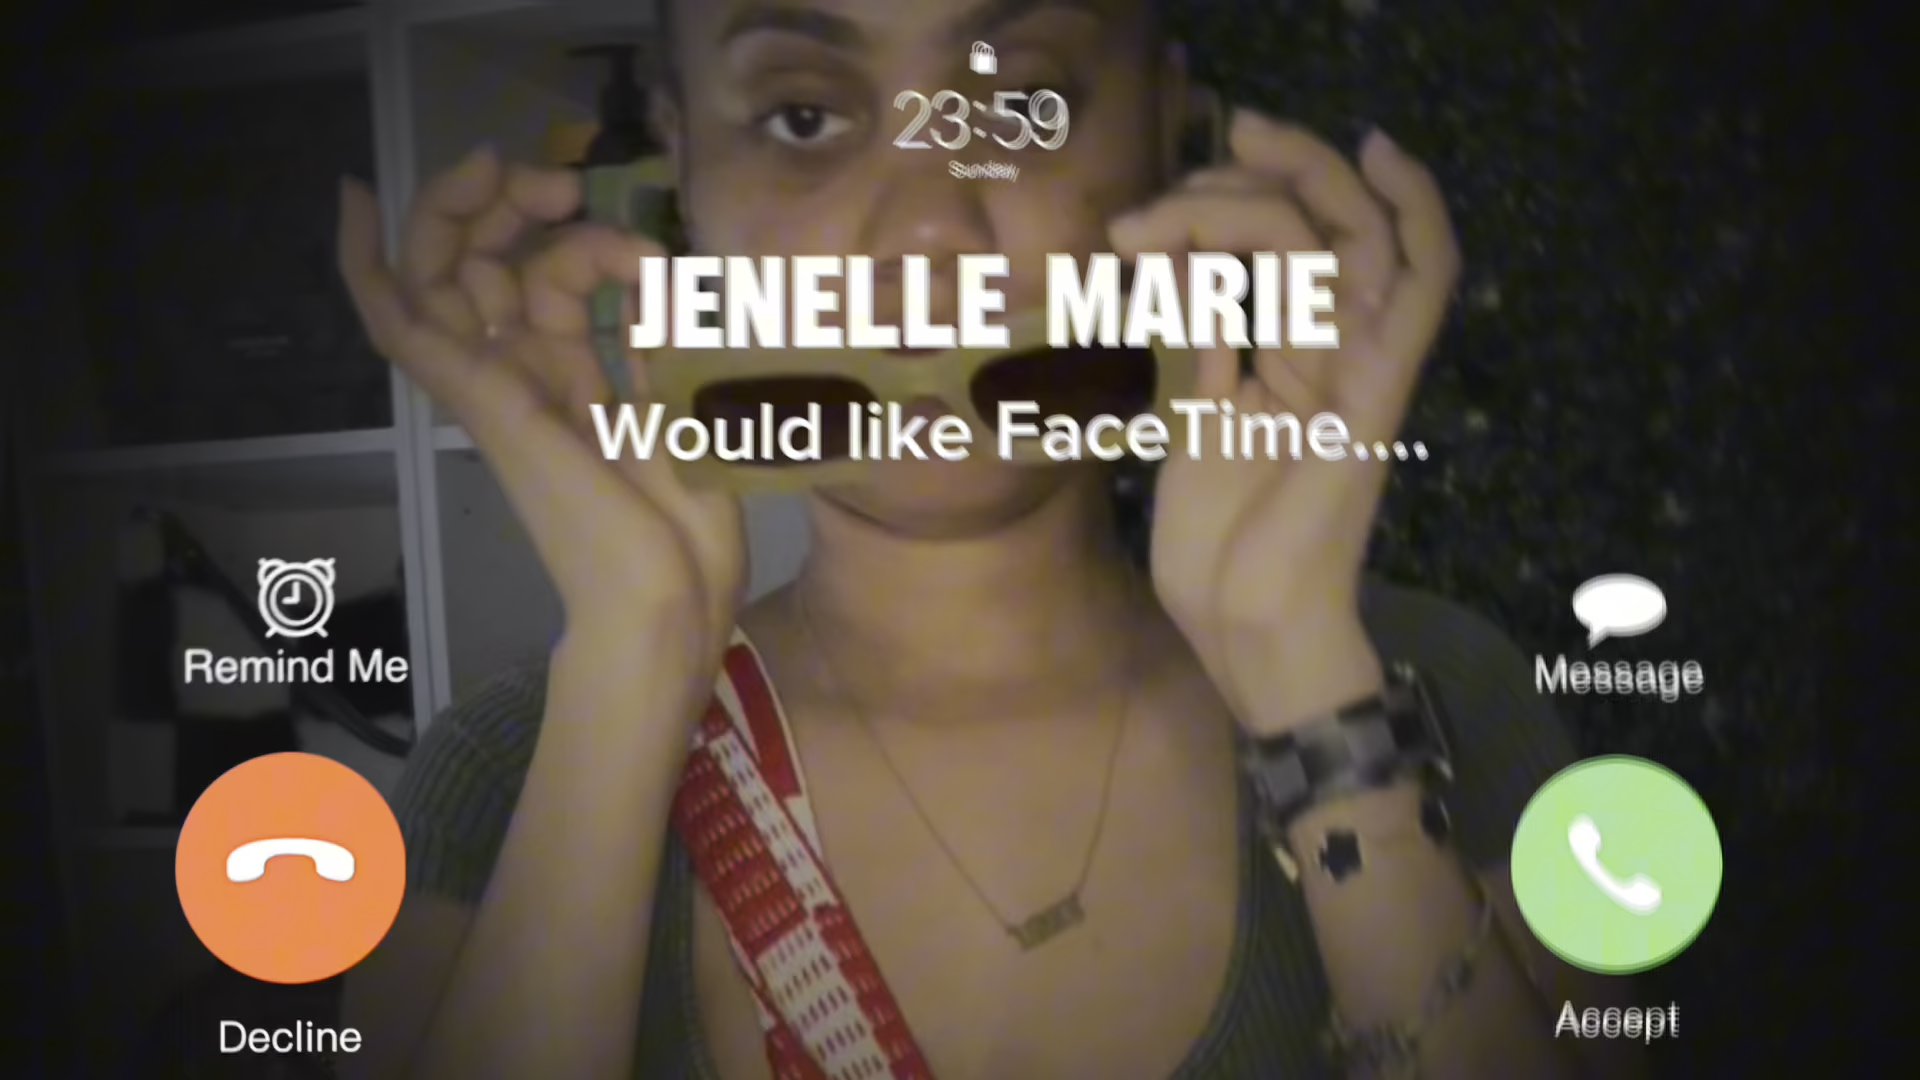 23:59
Sunday
JENELLE MARIE
Would like FaceTime....
Remind Me
Message
Decline
Accept